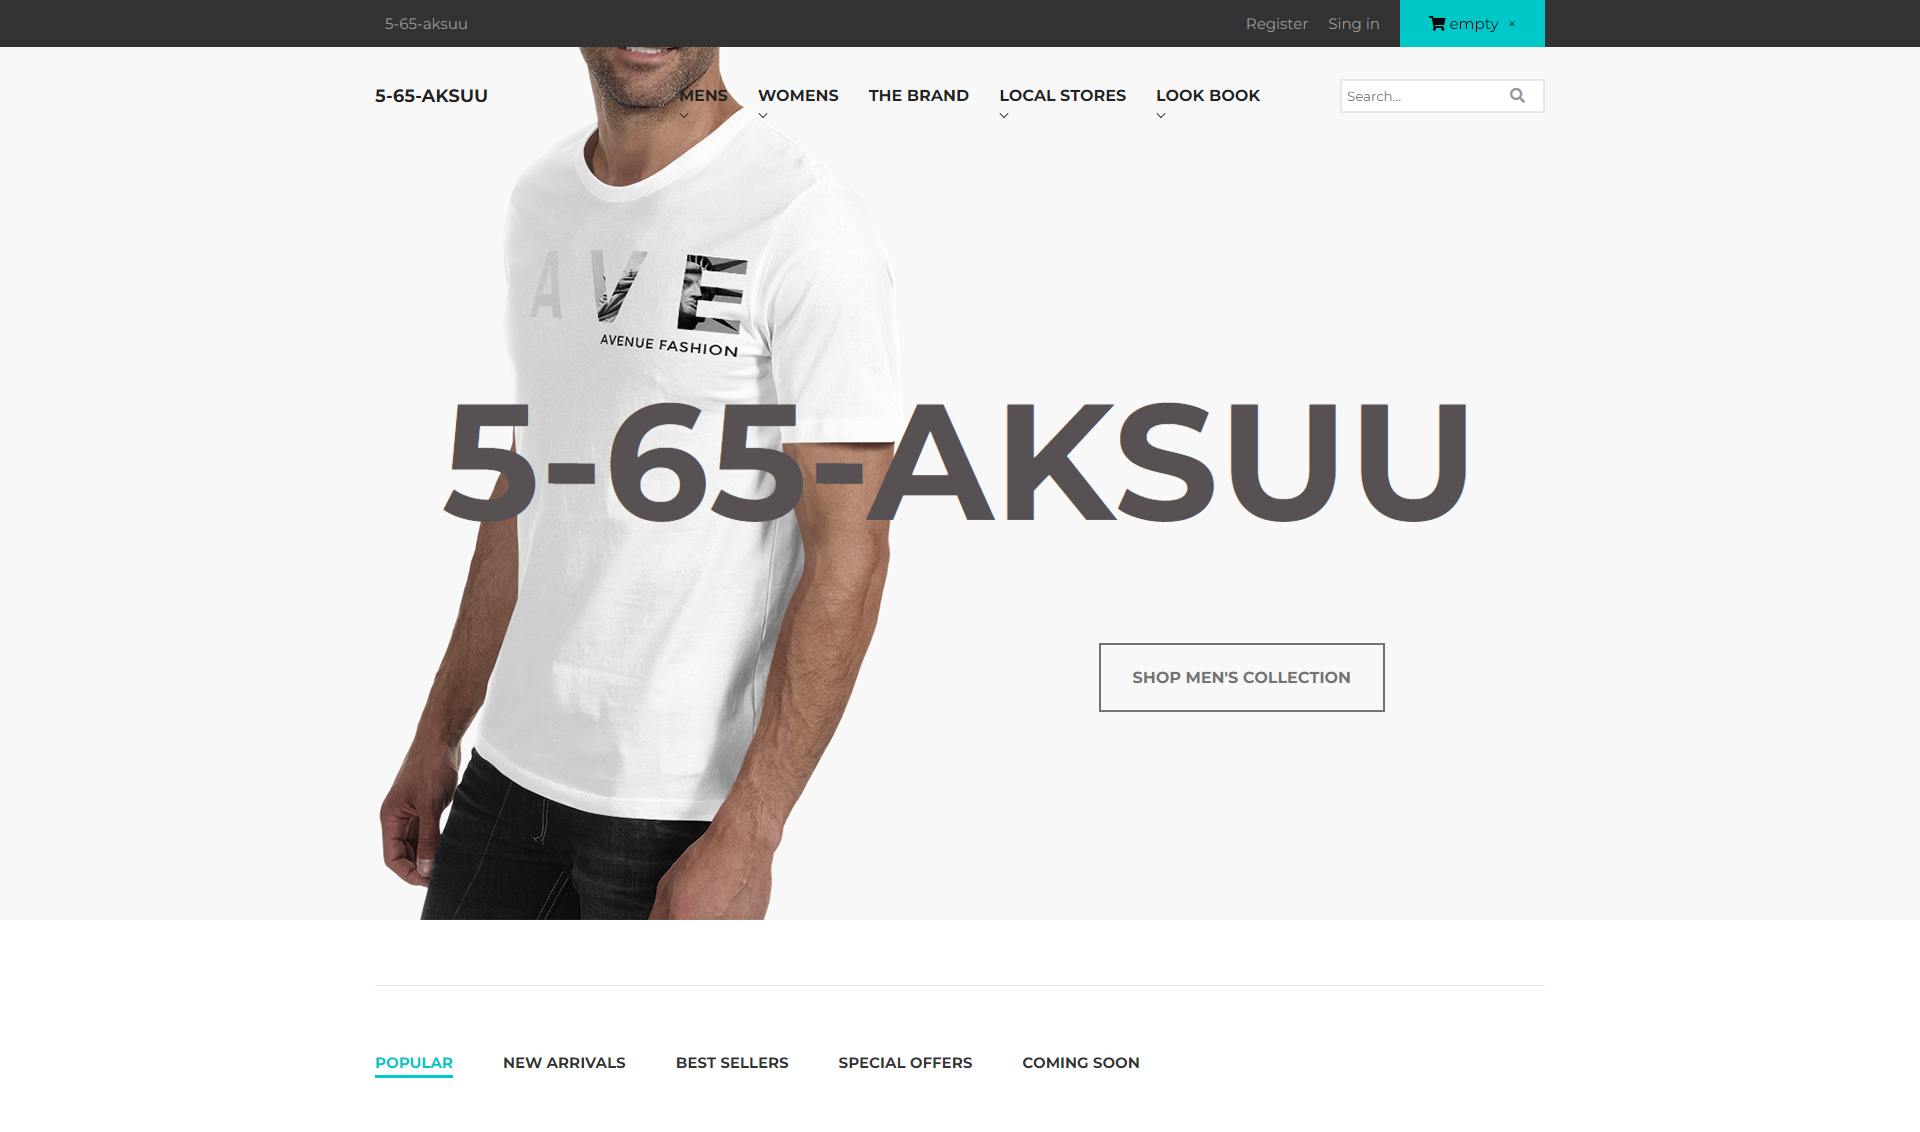 5-65-aksuu
Register Sing in empty ×
5-65-AKSUU MENS WOMENS THE BRAND LOCAL STORES LOOK BOOK Search...
AVE
AVENUE FASHION
5-65-AKSUU
SHOP MEN'S COLLECTION
POPULAR NEW ARRIVALS BEST SELLERS SPECIAL OFFERS COMING SOON